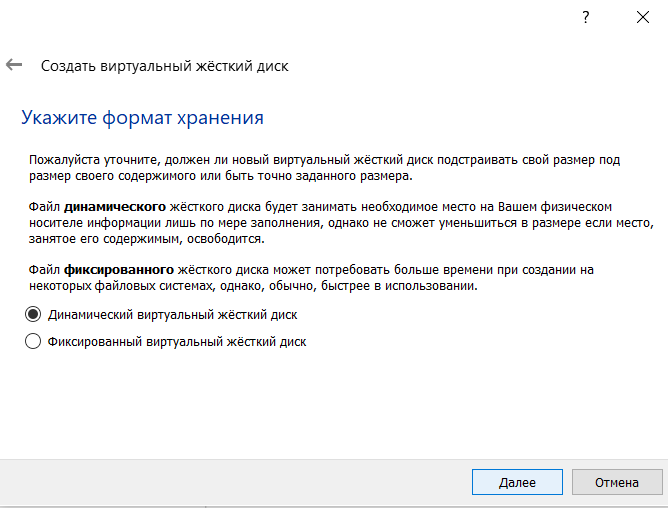 ?
Создать виртуальный жёсткий диск
Укажите формат хранения
Пожалуйста уточните, должен ли новый виртуальный жёсткий диск подстраивать свой размер под
размер своего содержимого или быть точно заданного размера.
Файл динамического жёсткого диска будет занимать необходимое место на Вашем физическом
носителе информации лишь по мере заполнения, однако не сможет уменьшиться в размере если место,
занятое его содержимым, освободится.
Файл фиксированного жёсткого диска может потребовать больше времени при создании на
некоторых файловых системах, однако, обычно, быстрее в использовании.
Динамический виртуальный жёсткий диск
Фиксированный виртуальный жёсткий диск
Далее
Отмена